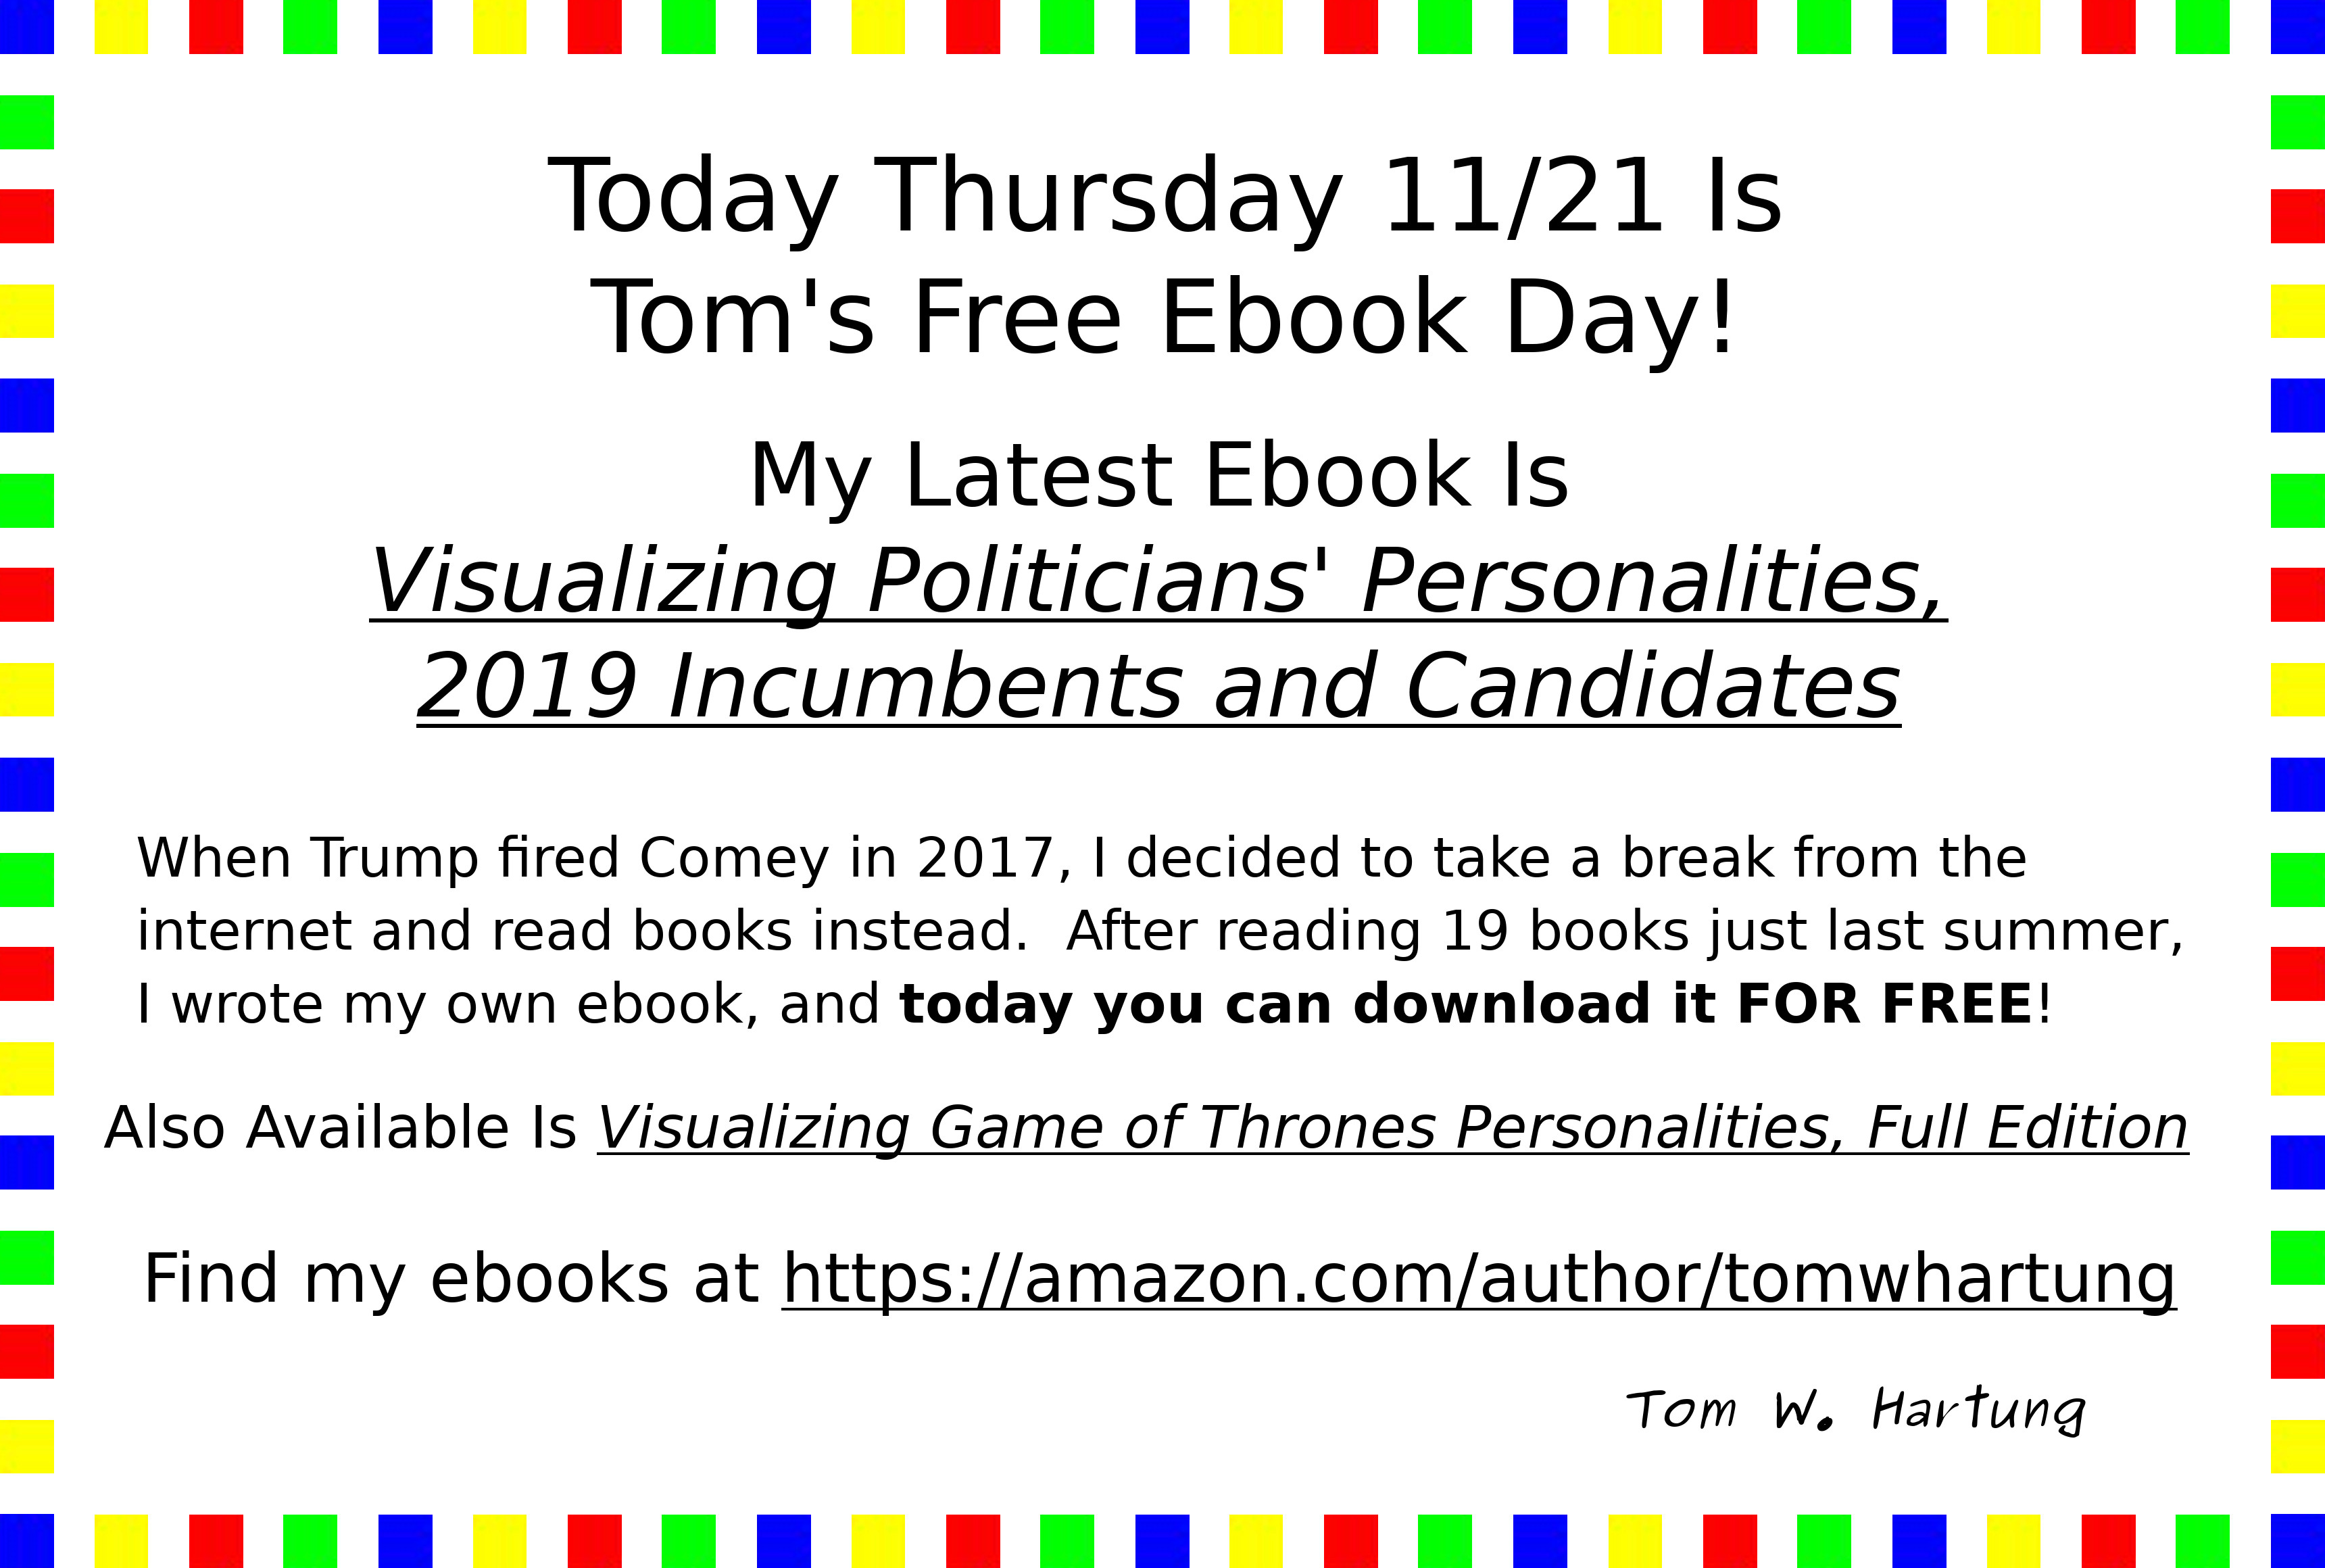 Today Thursday 11/21 Is
Tom's Free Ebook Day!
My Latest Ebook Is
Visualizing Politicians' Personalities,
2019 Incumbents and Candidates
When Trump fired Comey in 2017, I decided to take a break from the
internet and read books instead.  After reading 19 books just last summer,
I wrote my own ebook, and today you can download it FOR FREE!
Also Available Is Visualizing Game of Thrones Personalities, Full Edition
Find my ebooks at https://amazon.com/author/tomwhartung
Tom W. Hartung